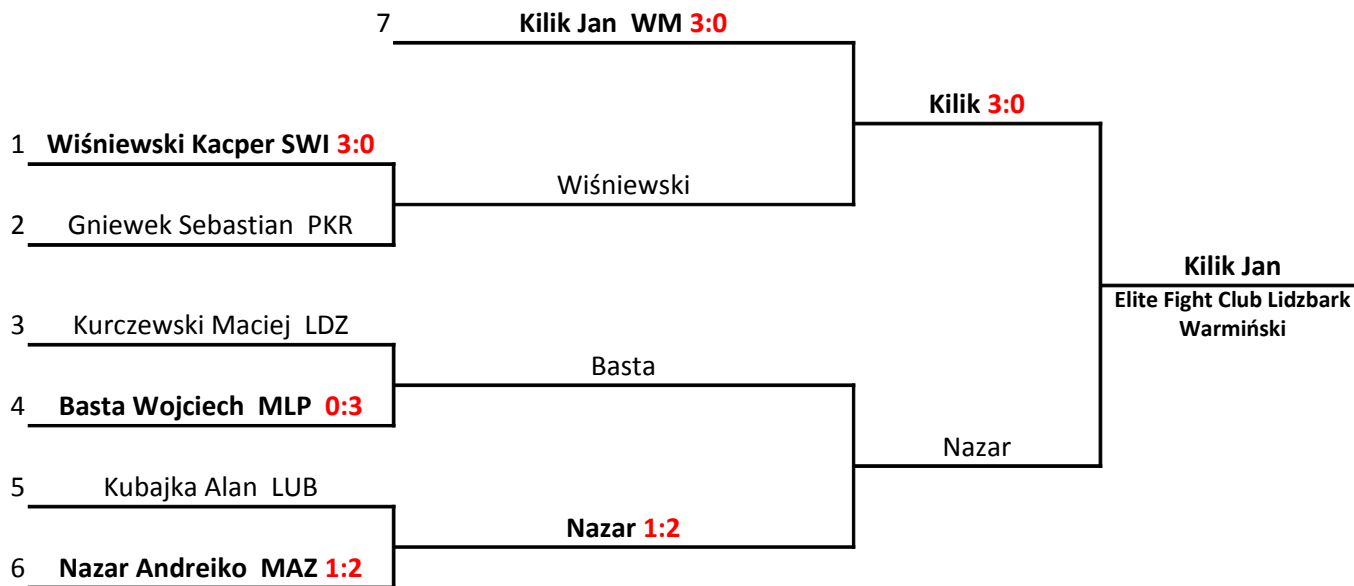 7 Kilik Jan WM 3:0
Kilik 3:0
1 Wiśniewski Kacper SWI 3:0
Wiśniewski
2 Gniewek Sebastian PKR
Kilik Jan
Elite Fight Club Lidzbark
Warmiński
3 Kurczewski Maciej LDZ
Basta
4 Basta Wojciech MLP 0:3
Nazar
5 Kubajka Alan LUB
Nazar 1:2
6 Nazar Andreiko MAZ 1:2